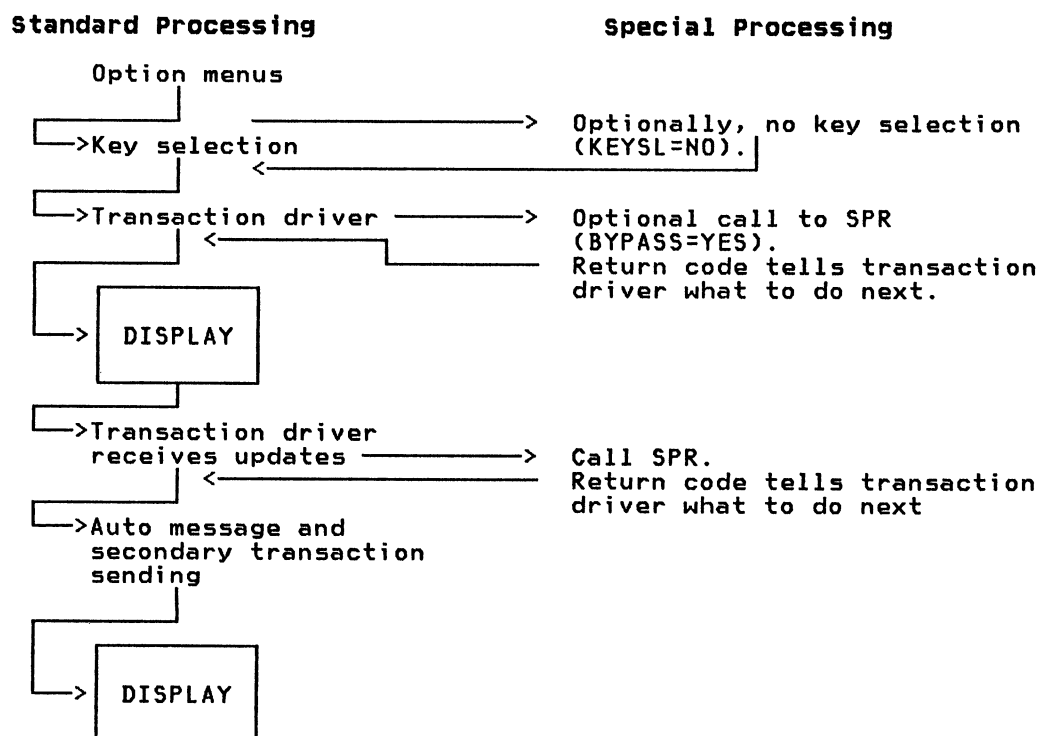 Standard Processing
Special Processing
Option menus
Optionally, no key selection
(KEYSL=NO).
Key selection
Transaction driver
Optional call to SPR
(BYPASS=YES).
Return code tells transaction
driver what to do next.
DISPLAY
Transaction driver
receives updates
Call SPR.
Return code tells transaction
driver what to do next
Auto message and
secondary transaction
sending
DISPLAY